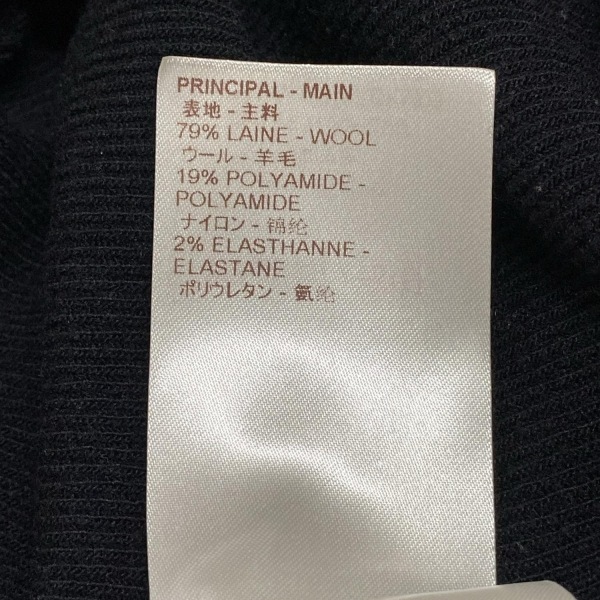 PRINCIPAL - MAIN
表地 - 主料
79% LAINE - WOOL
ウール - 羊毛
19% POLYAMIDE -
POLYAMIDE
ナイロン - 锦纶
2% ELASTHANNE -
ELASTANE
ポリウレタン - 氨纶